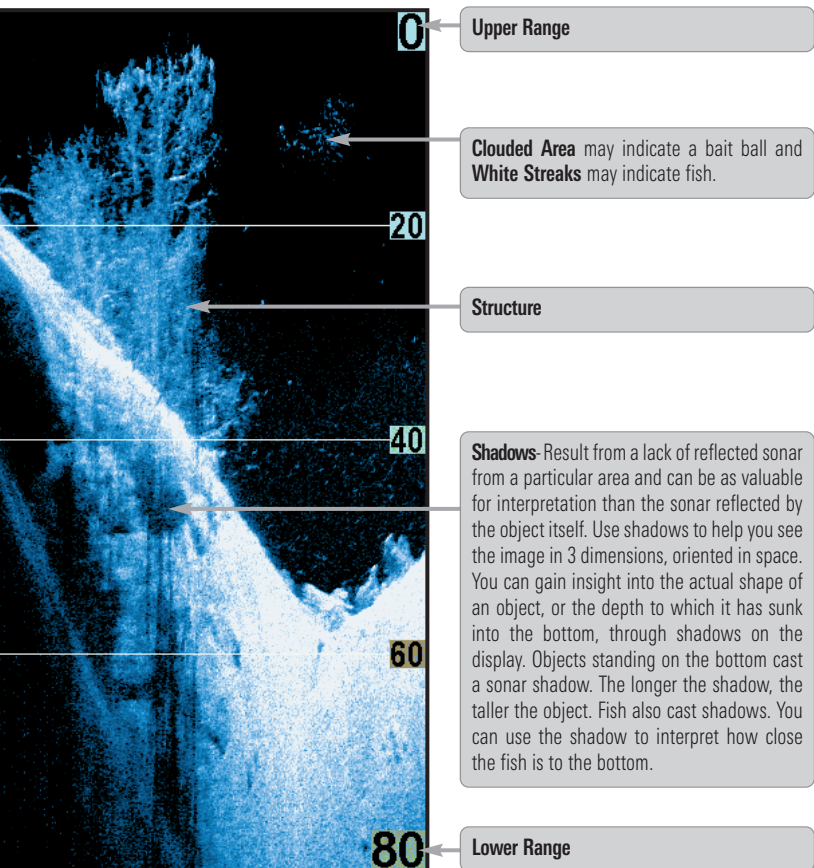 0
Upper Range
Clouded Area may indicate a bait ball and
White Streaks may indicate fish.
20
Structure
40
Shadows- Result from a lack of reflected sonar
from a particular area and can be as valuable
for interpretation than the sonar reflected by
the object itself. Use shadows to help you see
the image in 3 dimensions, oriented in space.
You can gain insight into the actual shape of
an object, or the depth to which it has sunk
into the bottom, through shadows on the
display. Objects standing on the bottom cast
a sonar shadow. The longer the shadow, the
taller the object. Fish also cast shadows. You
can use the shadow to interpret how close
the fish is to the bottom.
60
80
Lower Range